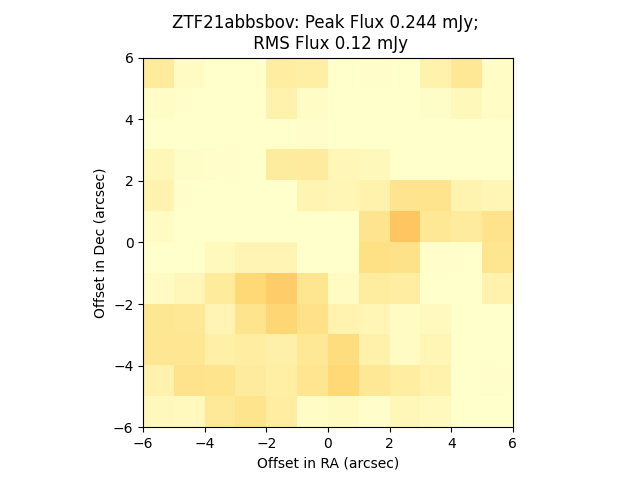 ZTF21abbsbov: Peak Flux 0.244 mJy;
RMS Flux 0.12 mJy
6
4
2
0
−2
−4
−6
Offset in Dec (arcsec)
−6 −4 −2 0 2 4 6
Offset in RA (arcsec)